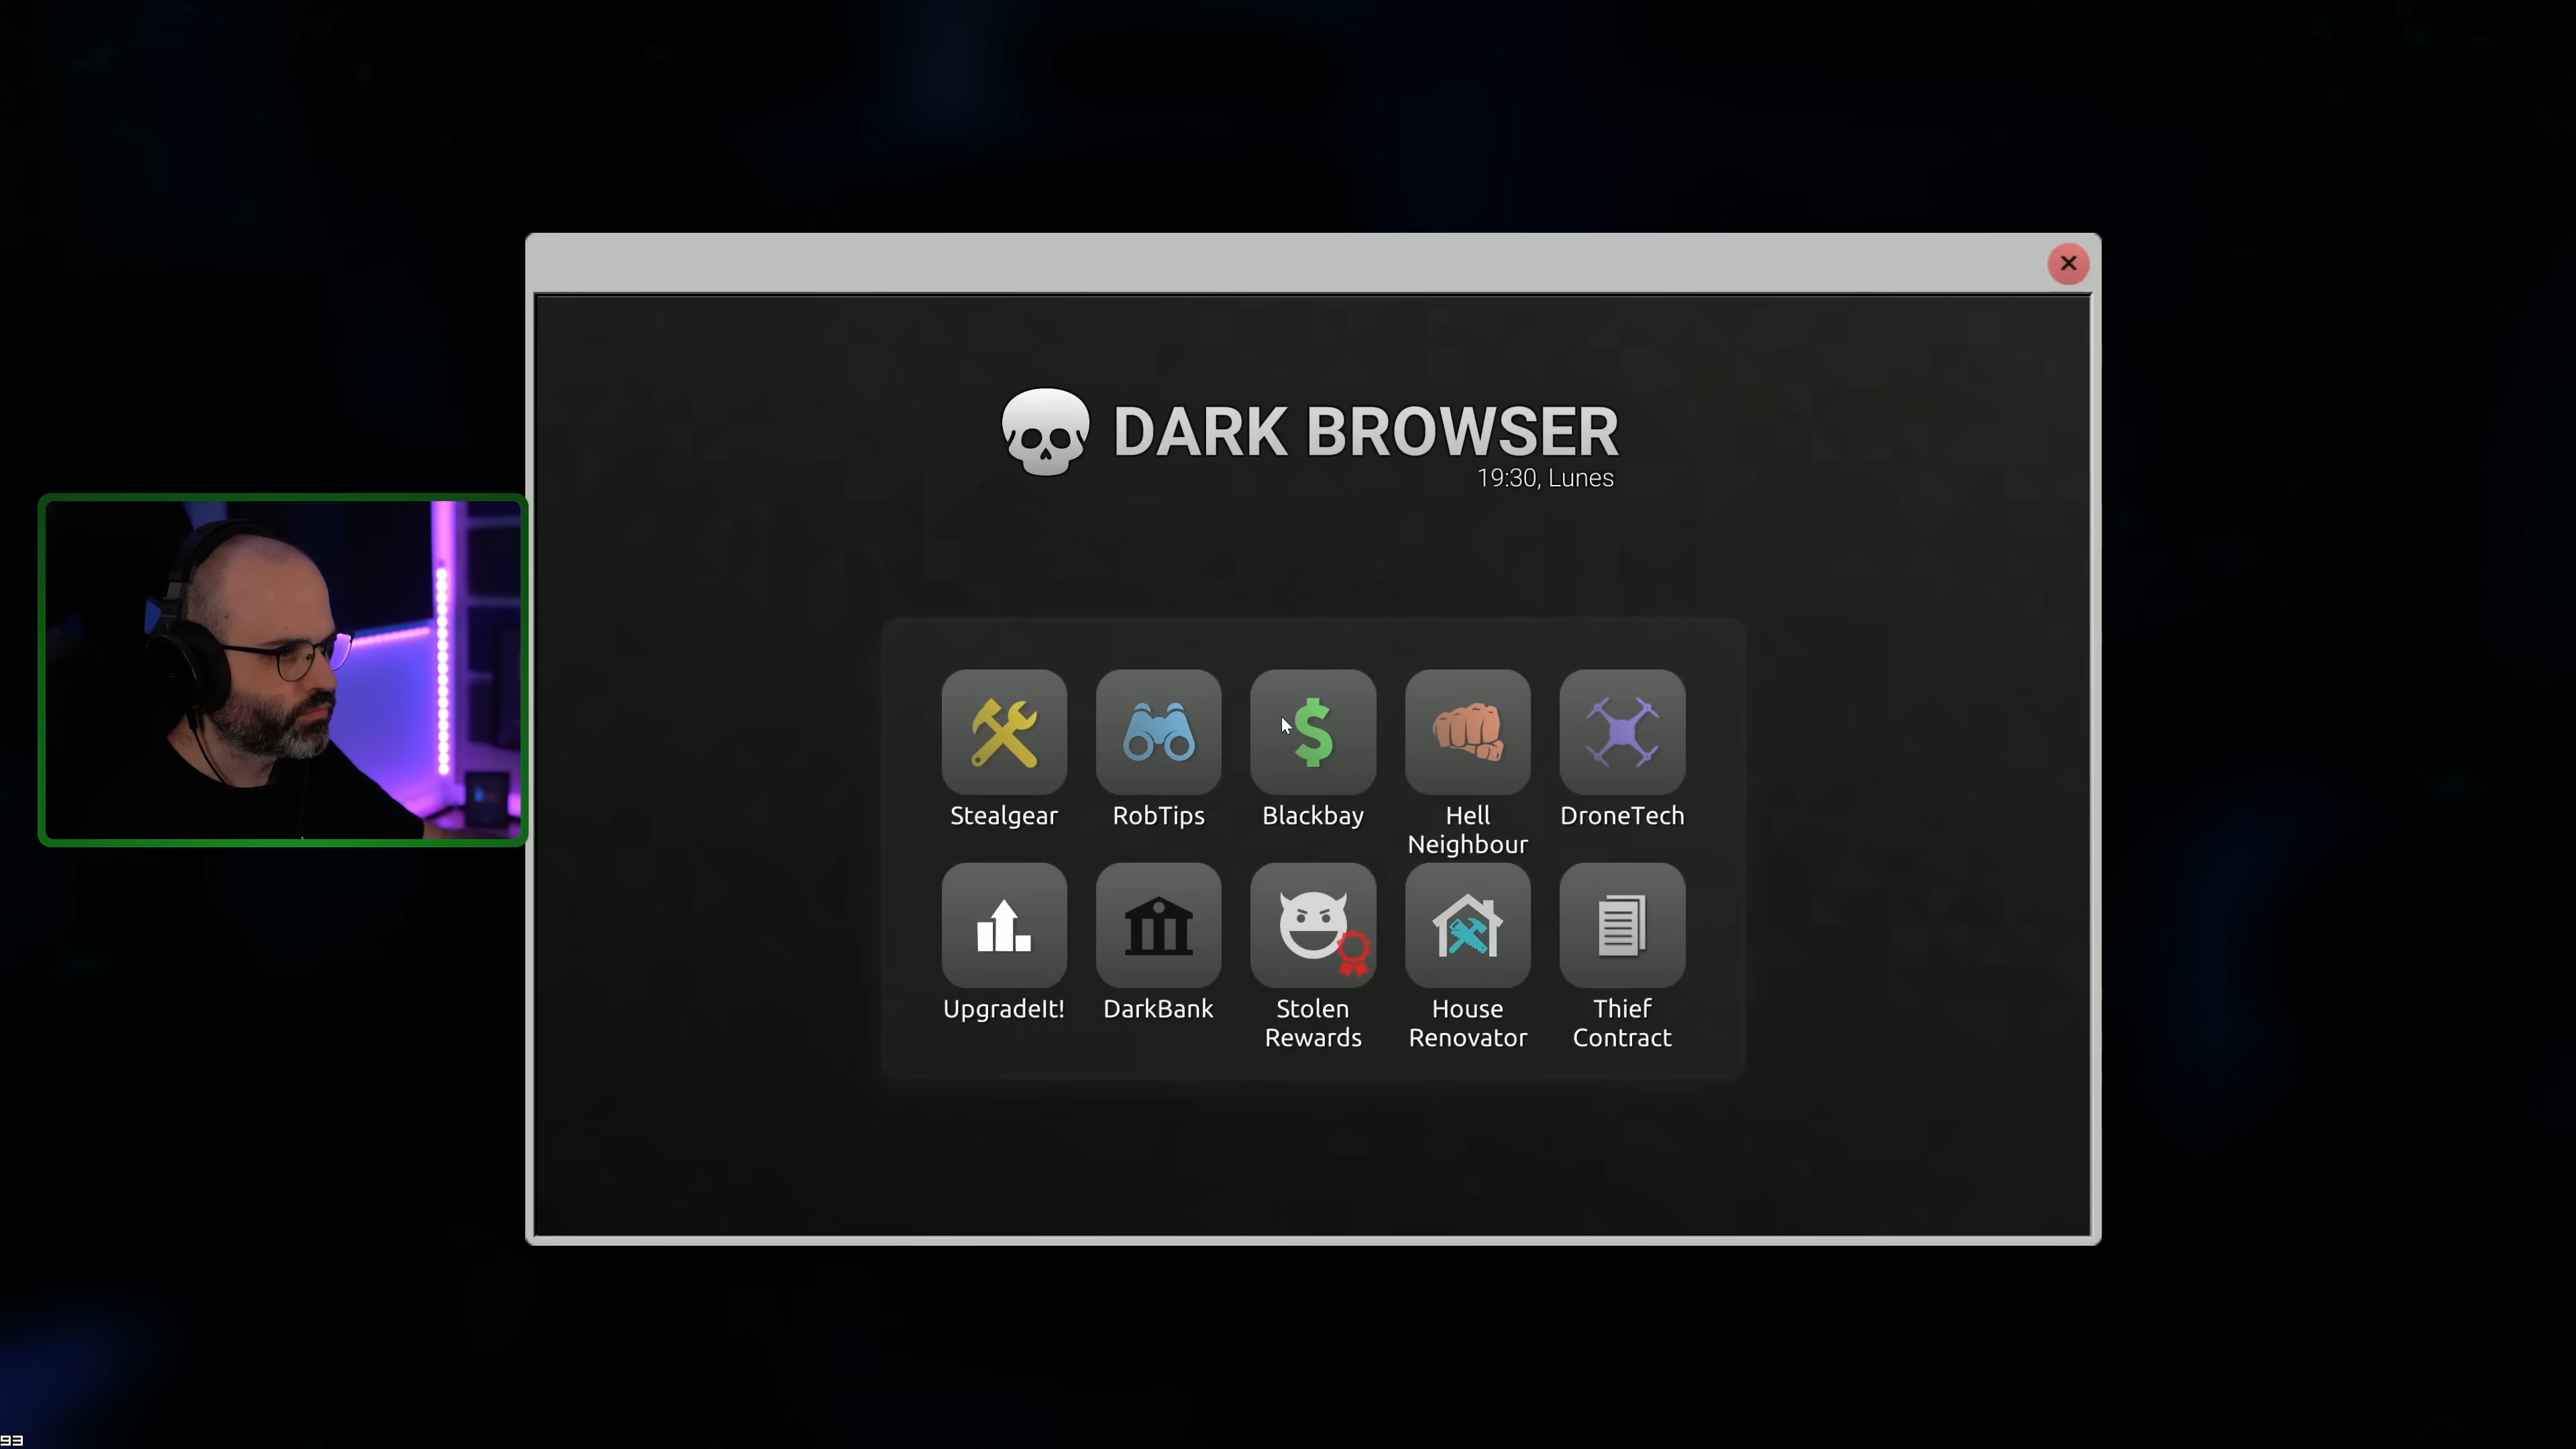 DARK BROWSER
19:30, Lunes
Stealgear
RobTips
Blackbay
Hell
Neighbour
DroneTech
UpgradeIt!
DarkBank
Stolen
Rewards
House
Renovator
Thief
Contract
93